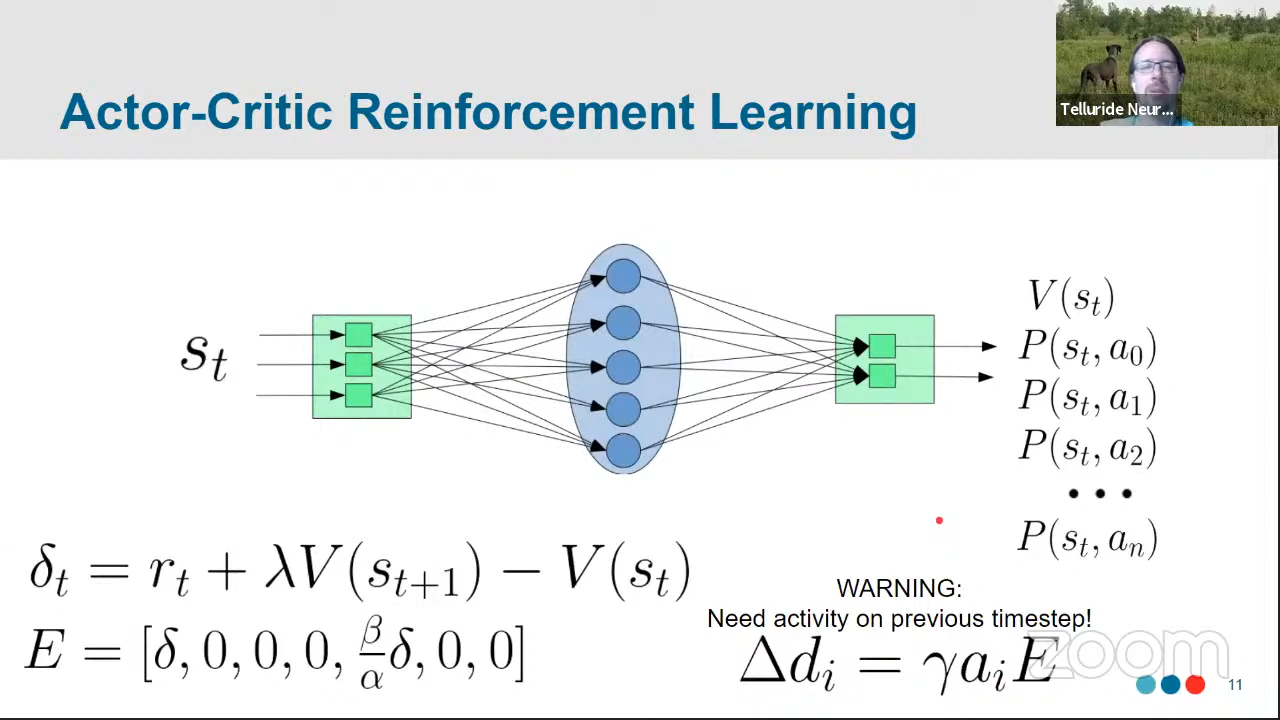 Actor-Critic Reinforcement Learning
Telluride Neur...
s_t
V(s_t)
P(s_t, a_0)
P(s_t, a_1)
P(s_t, a_2)
• • •
P(s_t, a_n)
δ_t = r_t + λV(s_{t+1}) − V(s_t)
E = [δ, 0, 0, 0, β/α δ, 0, 0]
WARNING:
Need activity on previous timestep!
Δd_i = γa_iE
zoom
11